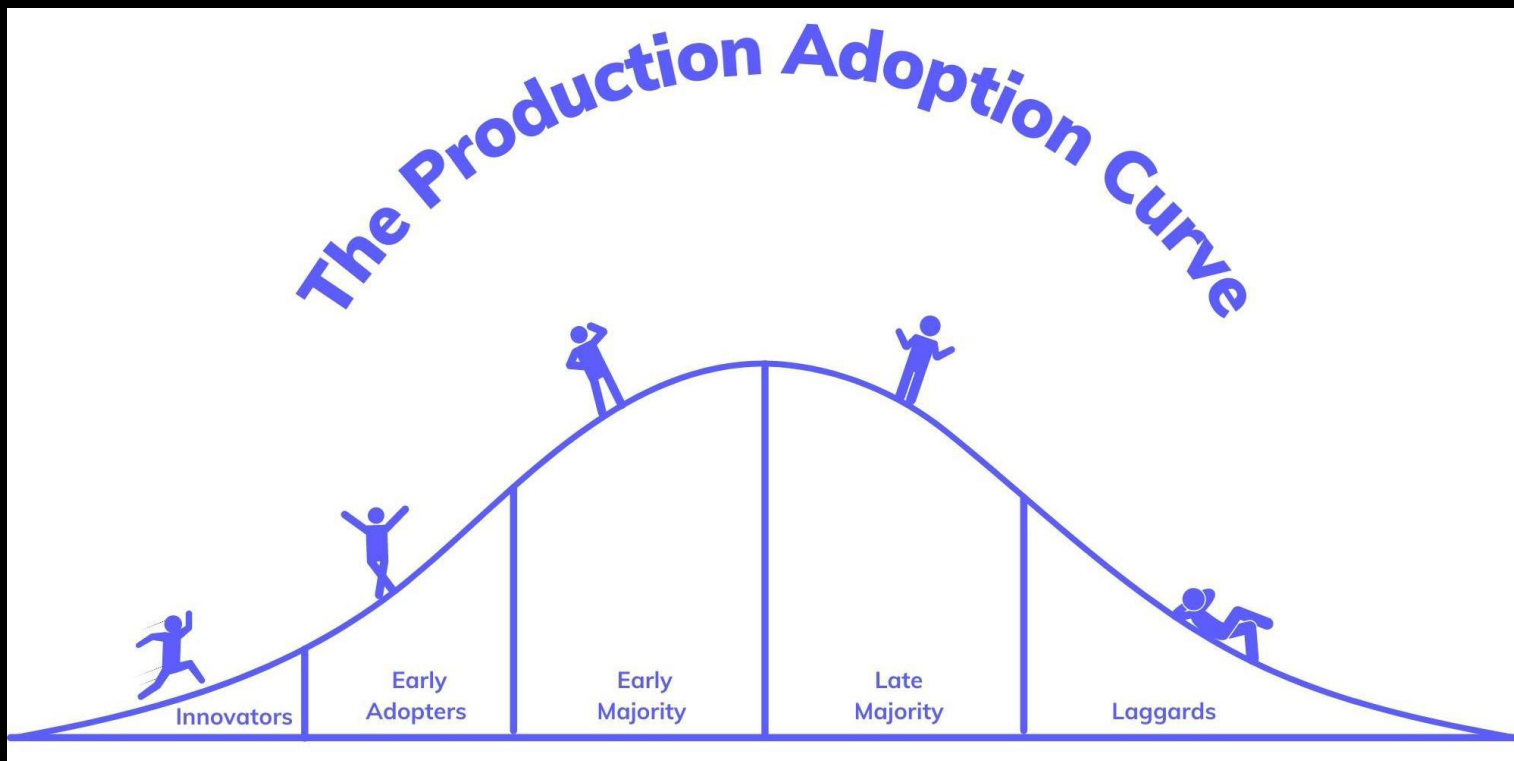 The Production Adoption Curve
Innovators
Early
Adopters
Early
Majority
Late
Majority
Laggards